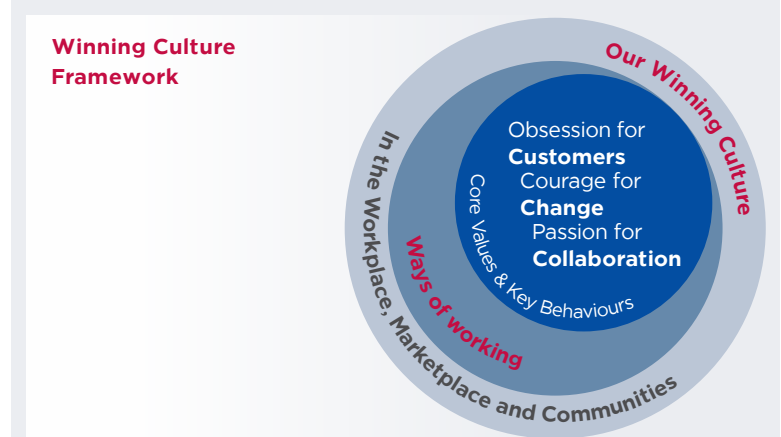 Winning Culture
Framework
Our Winning Culture
In the Workplace, Marketplace and Communities
Ways of working
Core Values & Key Behaviours
Obsession for
Customers
Courage for
Change
Passion for
Collaboration